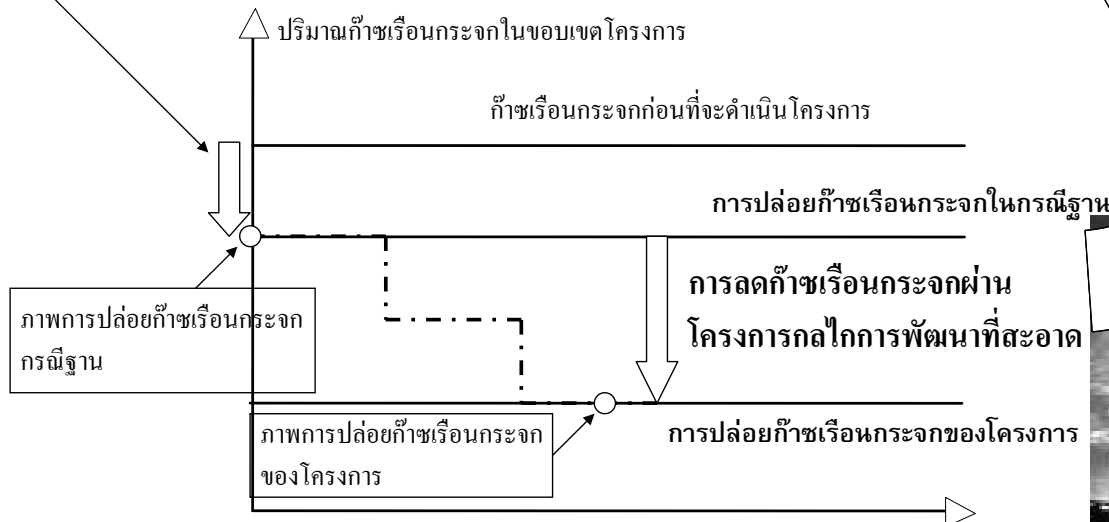 ปริมาณก๊าซเรือนกระจกในขอบเขตโครงการ
ก๊าซเรือนกระจกก่อนที่จะดำเนินโครงการ
การปล่อยก๊าซเรือนกระจกในกรณีฐาน
การลดก๊าซเรือนกระจกผ่าน
โครงการกลไกการพัฒนาที่สะอาด
ภาพการปล่อยก๊าซเรือนกระจก
กรณีฐาน
การปล่อยก๊าซเรือนกระจกของโครงการ
ภาพการปล่อยก๊าซเรือนกระจก
ของโครงการ